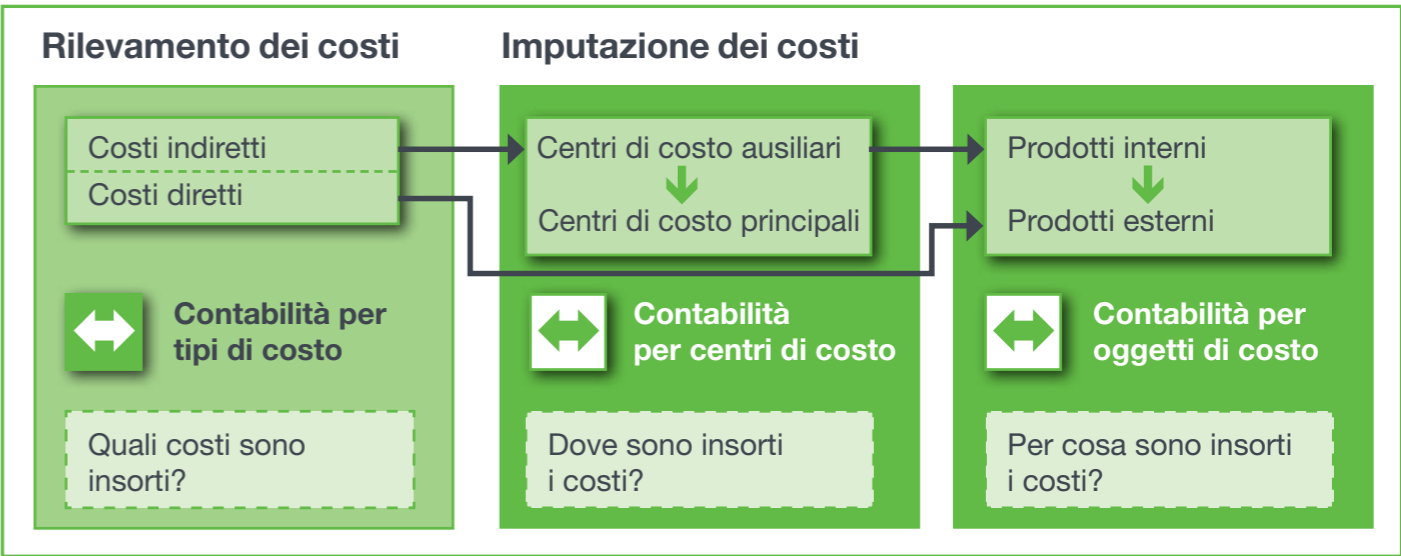 Rilevamento dei costi
Imputazione dei costi
Costi indiretti
Costi diretti
Contabilità per
tipi di costo
Quali costi sono
insorti?
Centri di costo ausiliari
Centri di costo principali
Contabilità
per centri di costo
Dove sono insorti
i costi?
Prodotti interni
Prodotti esterni
Contabilità per
oggetti di costo
Per cosa sono insorti
i costi?